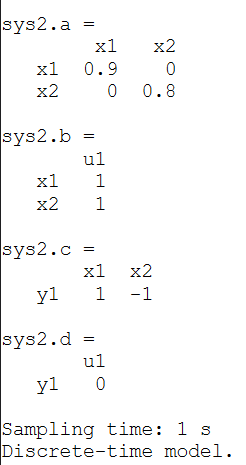 sys2.a =
x1 x2
x1 0.9 0
x2 0 0.8
sys2.b =
u1
x1 1
x2 1
sys2.c =
x1 x2
y1 1 -1
sys2.d =
u1
y1 0
Sampling time: 1 s
Discrete-time model.